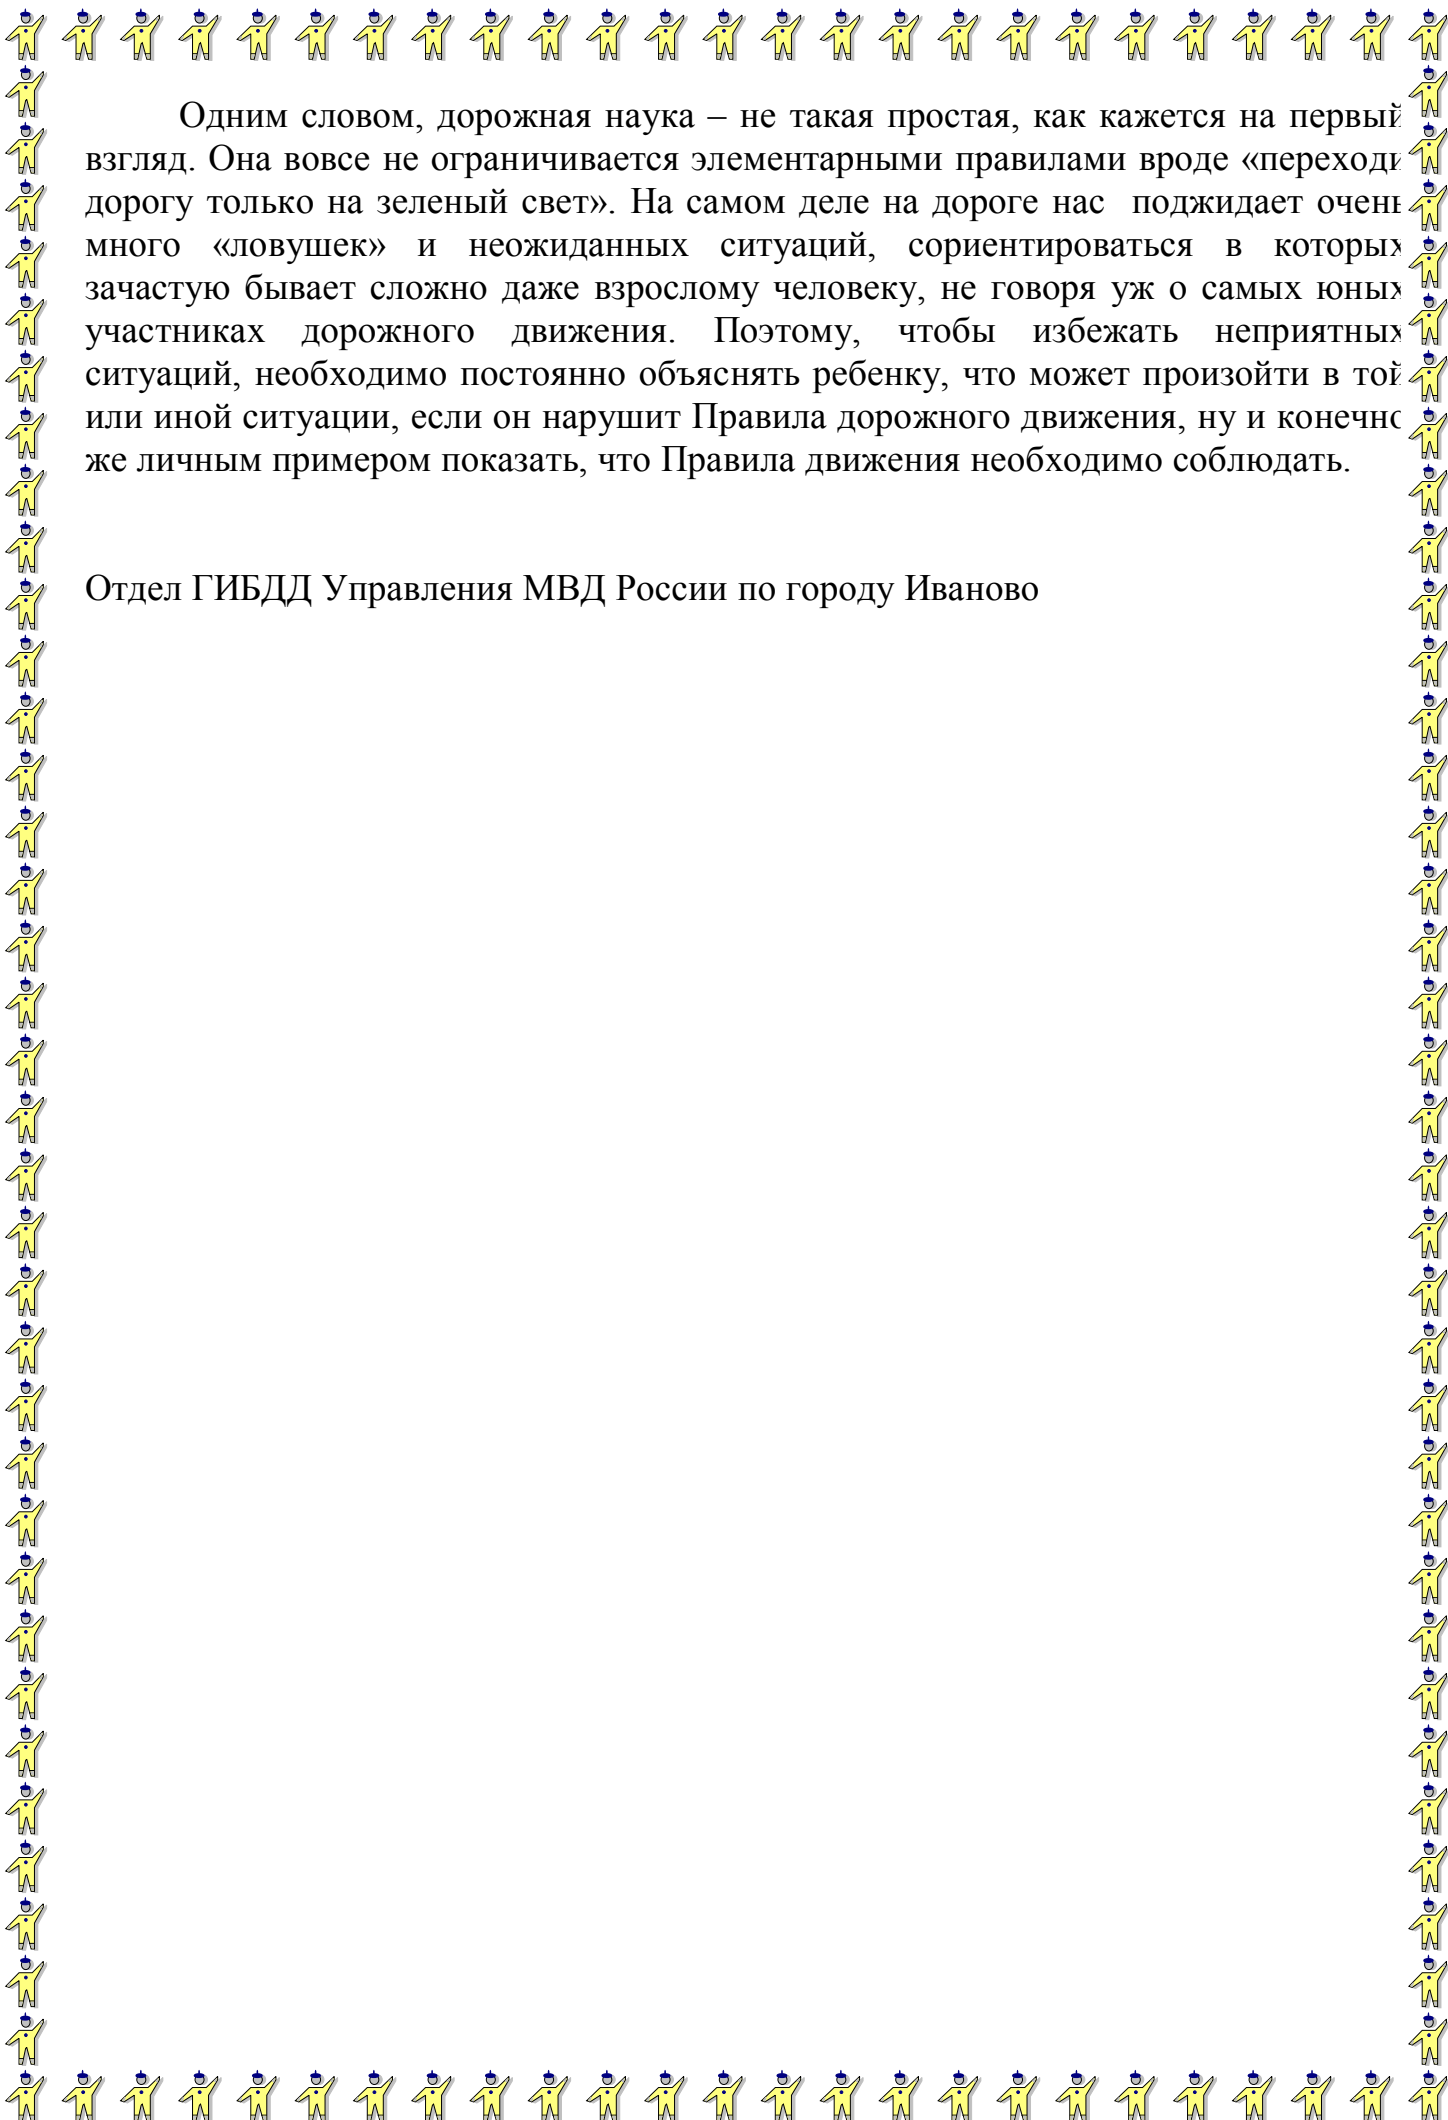 Одним словом, дорожная наука – не такая простая, как кажется на первый
взгляд. Она вовсе не ограничивается элементарными правилами вроде «переходи
дорогу только на зеленый свет». На самом деле на дороге нас  поджидает очень
много «ловушек» и неожиданных ситуаций, сориентироваться в которых
зачастую бывает сложно даже взрослому человеку, не говоря уж о самых юных
участниках дорожного движения. Поэтому, чтобы избежать неприятных
ситуаций, необходимо постоянно объяснять ребенку, что может произойти в той
или иной ситуации, если он нарушит Правила дорожного движения, ну и конечно
же личным примером показать, что Правила движения необходимо соблюдать.
Отдел ГИБДД Управления МВД России по городу Иваново